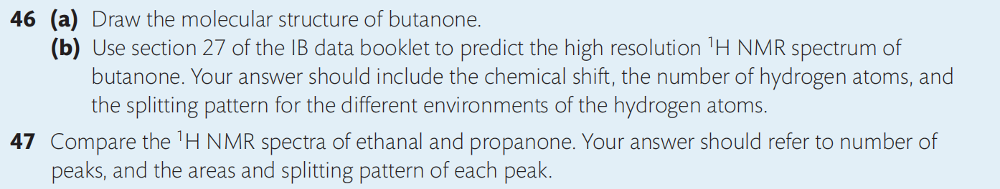 46 (a) Draw the molecular structure of butanone.
(b) Use section 27 of the IB data booklet to predict the high resolution ¹H NMR spectrum of
butanone. Your answer should include the chemical shift, the number of hydrogen atoms, and
the splitting pattern for the different environments of the hydrogen atoms.
47 Compare the ¹H NMR spectra of ethanal and propanone. Your answer should refer to number of
peaks, and the areas and splitting pattern of each peak.